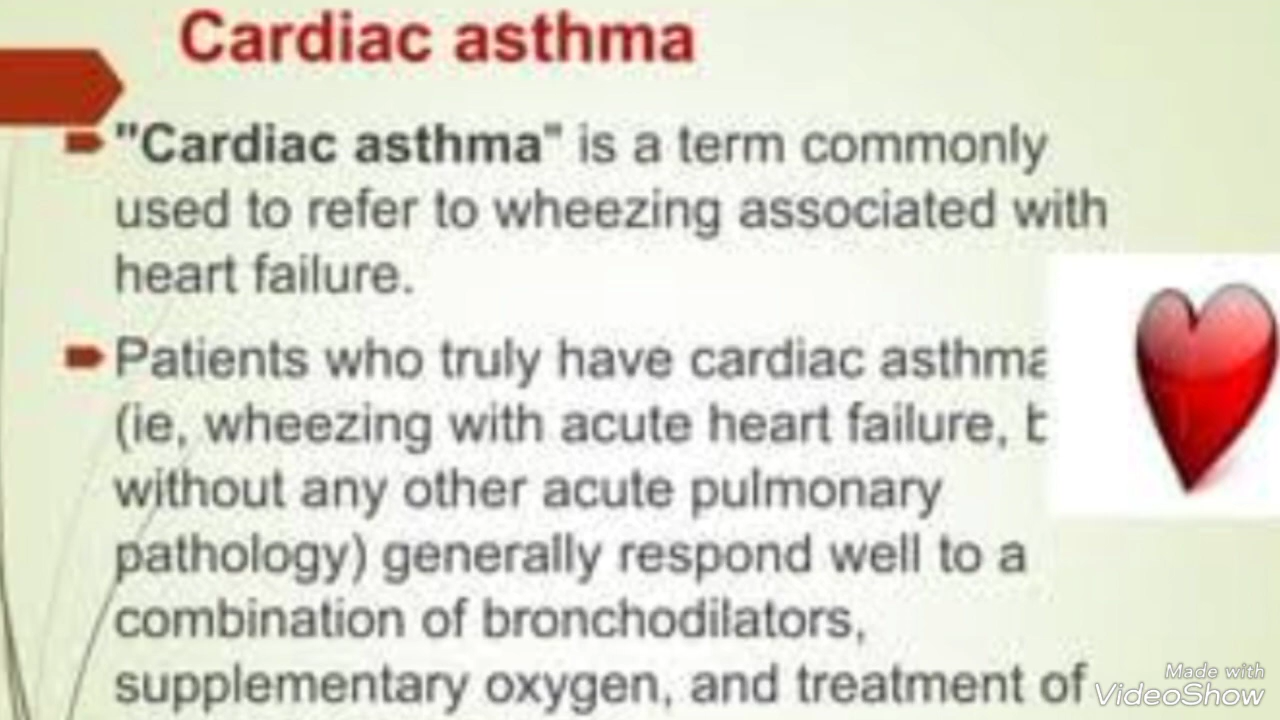 Cardiac asthma
"Cardiac asthma" is a term commonly
used to refer to wheezing associated with
heart failure.
Patients who truly have cardiac asthma
(ie, wheezing with acute heart failure,
without any other acute pulmonary
pathology) generally respond well to a
combination of bronchodilators,
supplementary oxygen, and treatment of
Made with
VideoShow